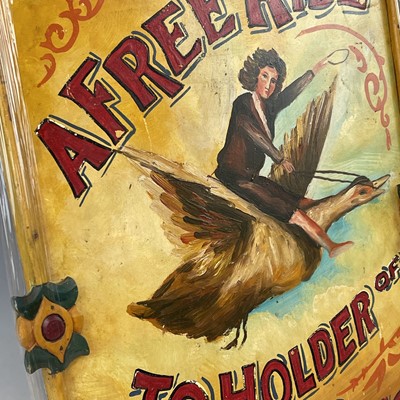 A FREE RIDE
TO HOLDER OF